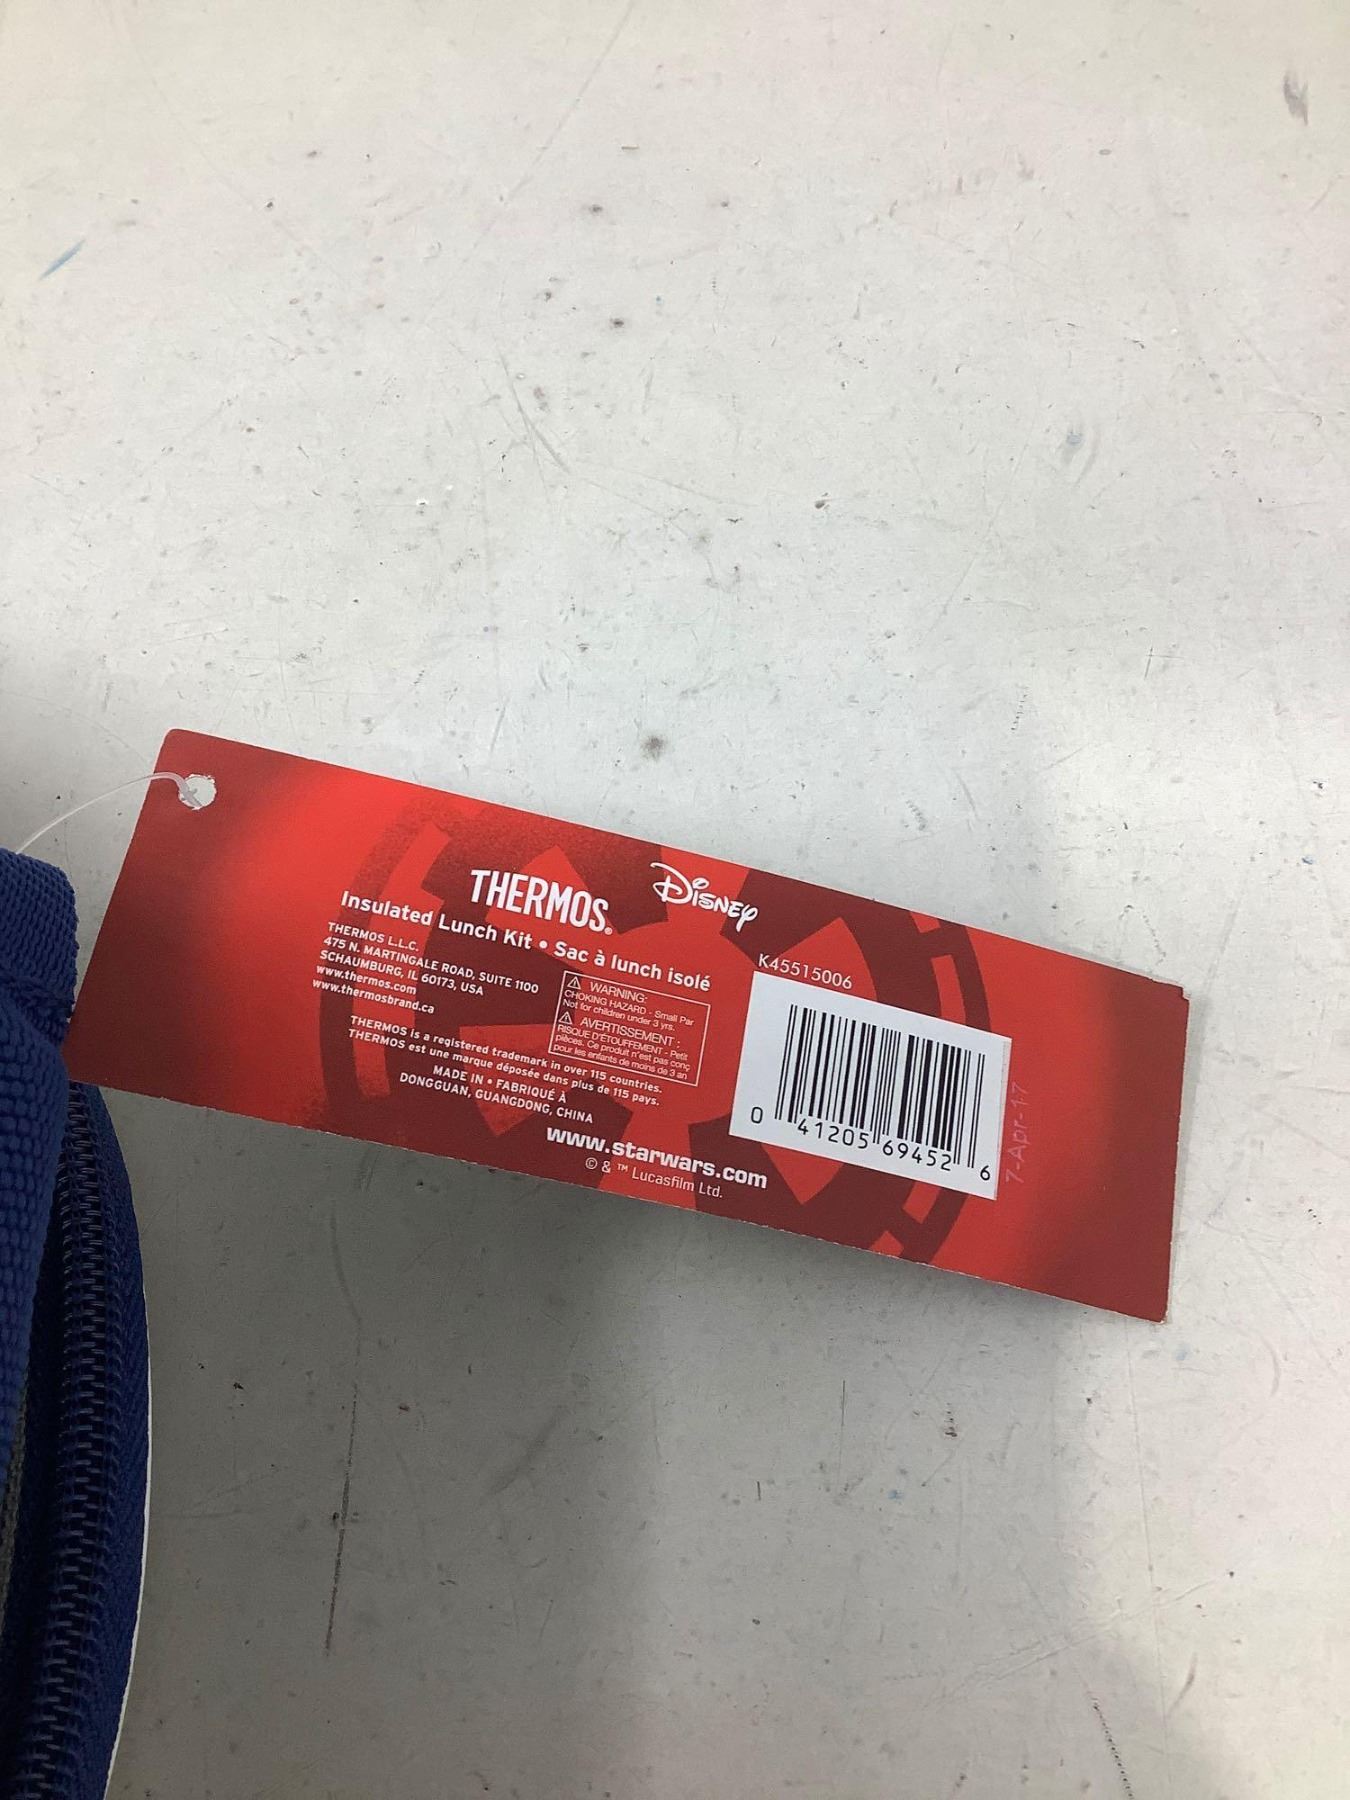 THERMOS®
Disney
Insulated Lunch Kit • Sac à lunch isolé
THERMOS L.L.C.
475 N. MARTINGALE ROAD, SUITE 1100
SCHAUMBURG, IL 60173, USA
www.thermos.com
www.thermosbrand.ca
⚠ WARNING:
CHOKING HAZARD - Small Par
Not for children under 3 yrs.
⚠ AVERTISSEMENT :
RISQUE D'ETOUFFEMENT - Petit
pièces. Ce produit n'est pas conç
pour les enfants de moins de 3 an
THERMOS is a registered trademark in over 115 countries.
THERMOS est une marque déposée dans plus de 115 pays.
MADE IN • FABRIQUÉ À
DONGGUAN, GUANGDONG, CHINA
www.starwars.com
© & ™ Lucasfilm Ltd.
K45515006
0 41205 69452 6
7-Apr-17